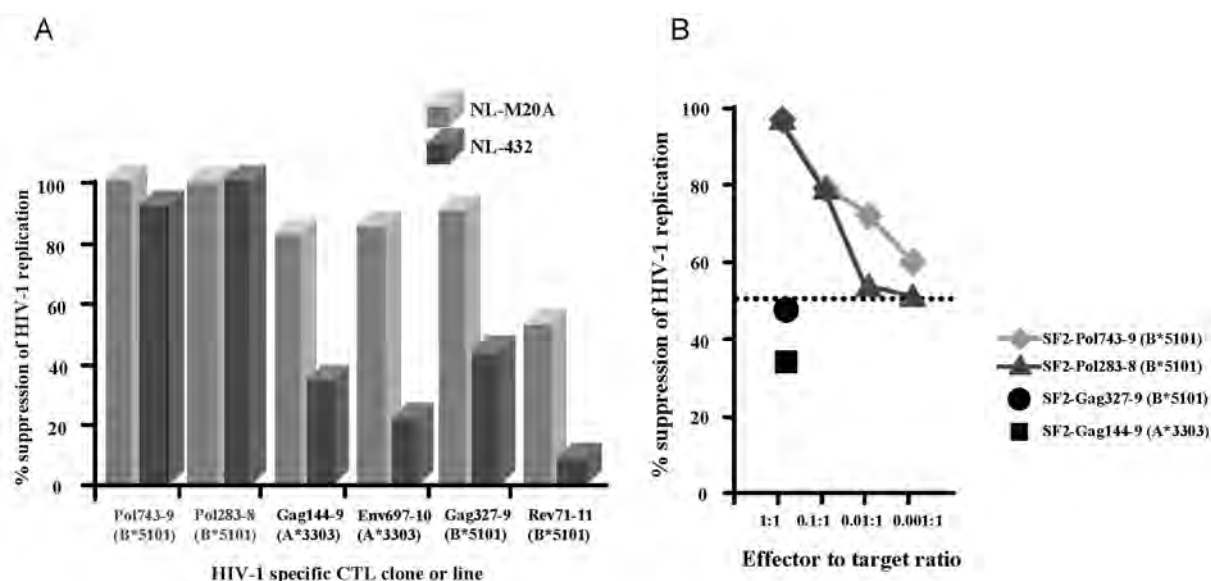 A
NL-M20A
NL-432
% suppression of HIV-1 replication
100
80
60
40
20
0
Pol743-9
(B*5101)
Pol283-8
(B*5101)
Gag144-9
(A*3303)
Env697-10
(A*3303)
Gag327-9
(B*5101)
Rev71-11
(B*5101)
HIV-1 specific CTL clone or line
B
% suppression of HIV-1 replication
100
80
60
40
20
0
1:1
0.1:1
0.01:1
0.001:1
Effector to target ratio
SF2-Pol743-9 (B*5101)
SF2-Pol283-8 (B*5101)
SF2-Gag327-9 (B*5101)
SF2-Gag144-9 (A*3303)